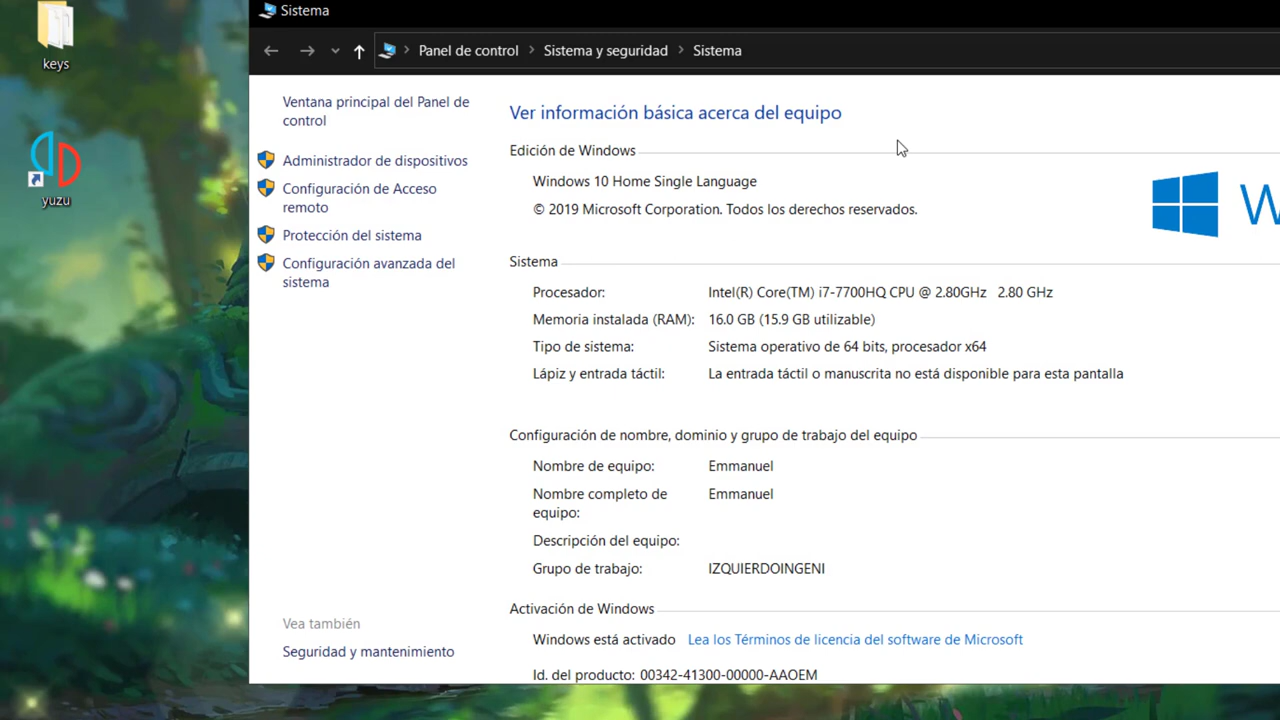 keys
yuzu
Sistema
Panel de control > Sistema y seguridad > Sistema
Ventana principal del Panel de
control
Administrador de dispositivos
Configuración de Acceso
remoto
Protección del sistema
Configuración avanzada del
sistema
Vea también
Seguridad y mantenimiento
Ver información básica acerca del equipo
Edición de Windows
Windows 10 Home Single Language
© 2019 Microsoft Corporation. Todos los derechos reservados.
W
Sistema
Procesador: Intel(R) Core(TM) i7-7700HQ CPU @ 2.80GHz 2.80 GHz
Memoria instalada (RAM): 16.0 GB (15.9 GB utilizable)
Tipo de sistema: Sistema operativo de 64 bits, procesador x64
Lápiz y entrada táctil: La entrada táctil o manuscrita no está disponible para esta pantalla
Configuración de nombre, dominio y grupo de trabajo del equipo
Nombre de equipo: Emmanuel
Nombre completo de Emmanuel
equipo:
Descripción del equipo:
Grupo de trabajo: IZQUIERDOINGENI
Activación de Windows
Windows está activado Lea los Términos de licencia del software de Microsoft
Id. del producto: 00342-41300-00000-AAOEM